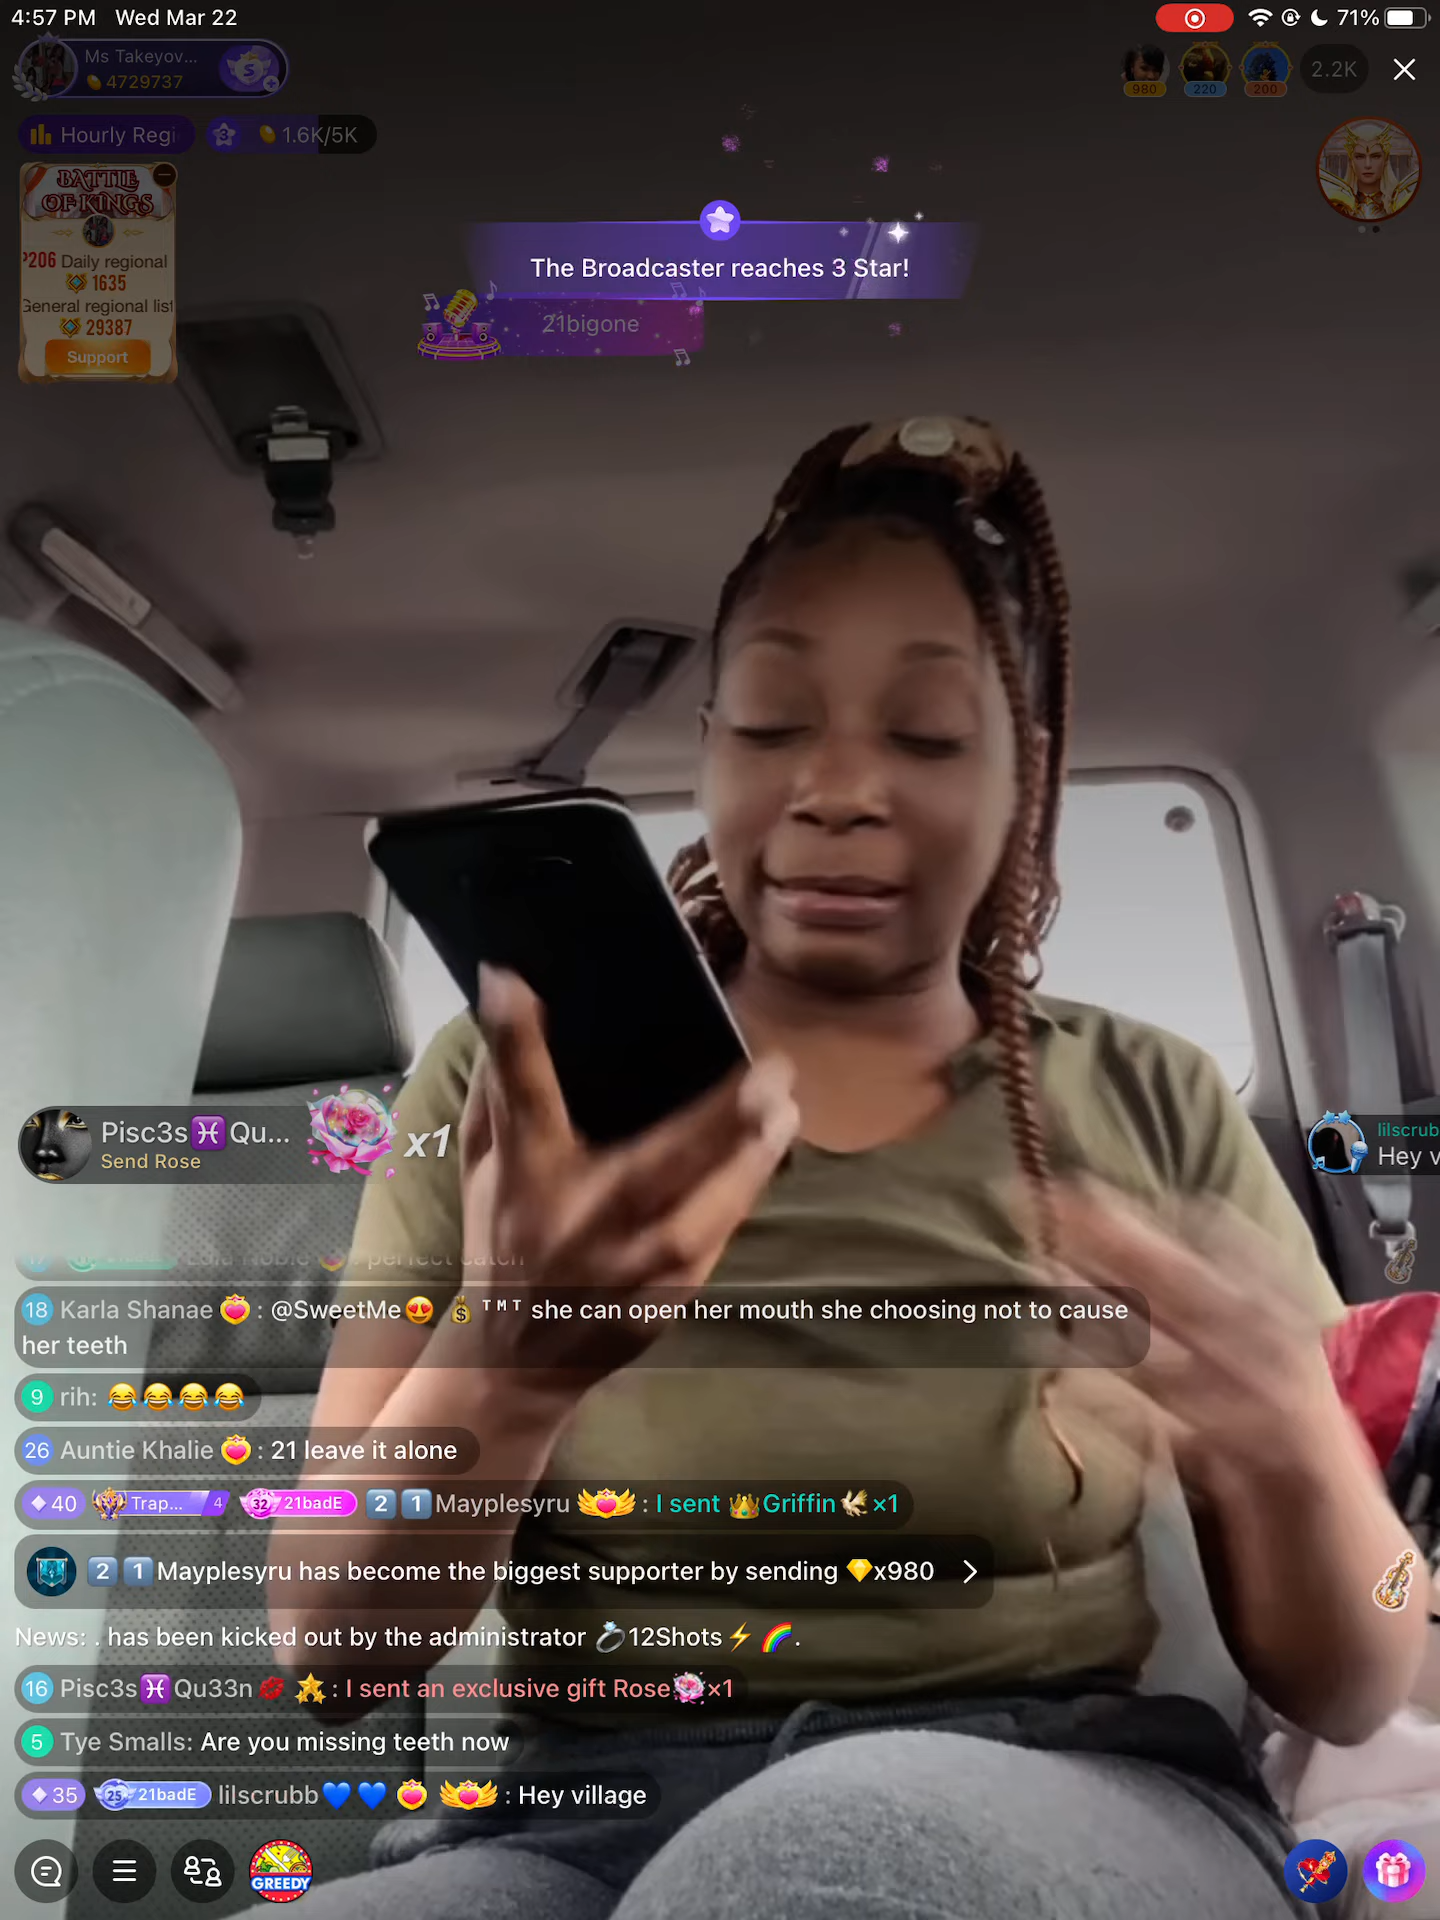 4:57 PM Wed Mar 22
71%
Ms Takeyov...
4729737
S
980
220
200
2.2K
Hourly Regi
3
1.6K/5K
BATTLE
OF KINGS
206 Daily regional
1635
General regional list
29387
Support
The Broadcaster reaches 3 Star!
21bigone
Pisc3s♓Qu...
Send Rose
x1
lilscrub
Hey v
perfect catch
18 Karla Shanae : @SweetMe😍 💰 ᵀᴹᵀ she can open her mouth she choosing not to cause
her teeth
9 rih: 😂😂😂😂
26 Auntie Khalie : 21 leave it alone
40 Trap... 4 32 21badE 2️⃣ 1️⃣ Mayplesyru : I sent 👑Griffin ×1
2️⃣ 1️⃣ Mayplesyru has become the biggest supporter by sending x980
News: . has been kicked out by the administrator 💍12Shots⚡🌈.
16 Pisc3s♓Qu33n💋 : I sent an exclusive gift Rose ×1
5 Tye Smalls: Are you missing teeth now
35 25 21badE lilscrubb💙💙 : Hey village
GREEDY